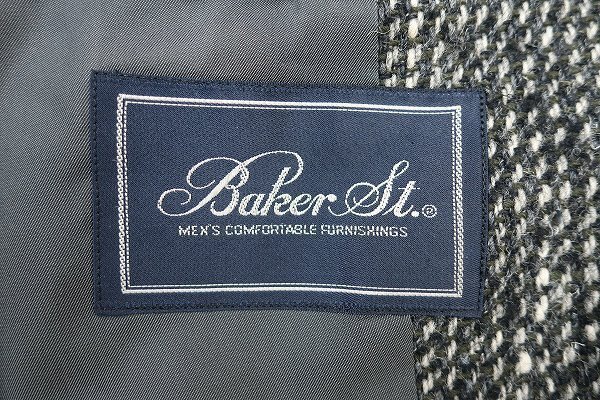 Baker St.®
MEN'S COMFORTABLE FURNISHINGS